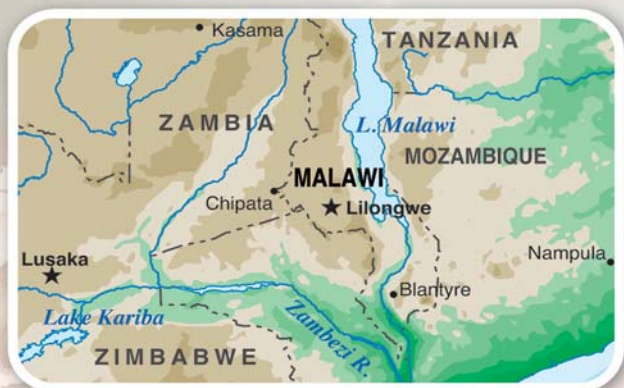 Kasama
TANZANIA
ZAMBIA
L. Malawi
MOZAMBIQUE
MALAWI
Chipata
Lilongwe
Lusaka
Nampula
Blantyre
Lake Kariba
Zambezi R.
ZIMBABWE